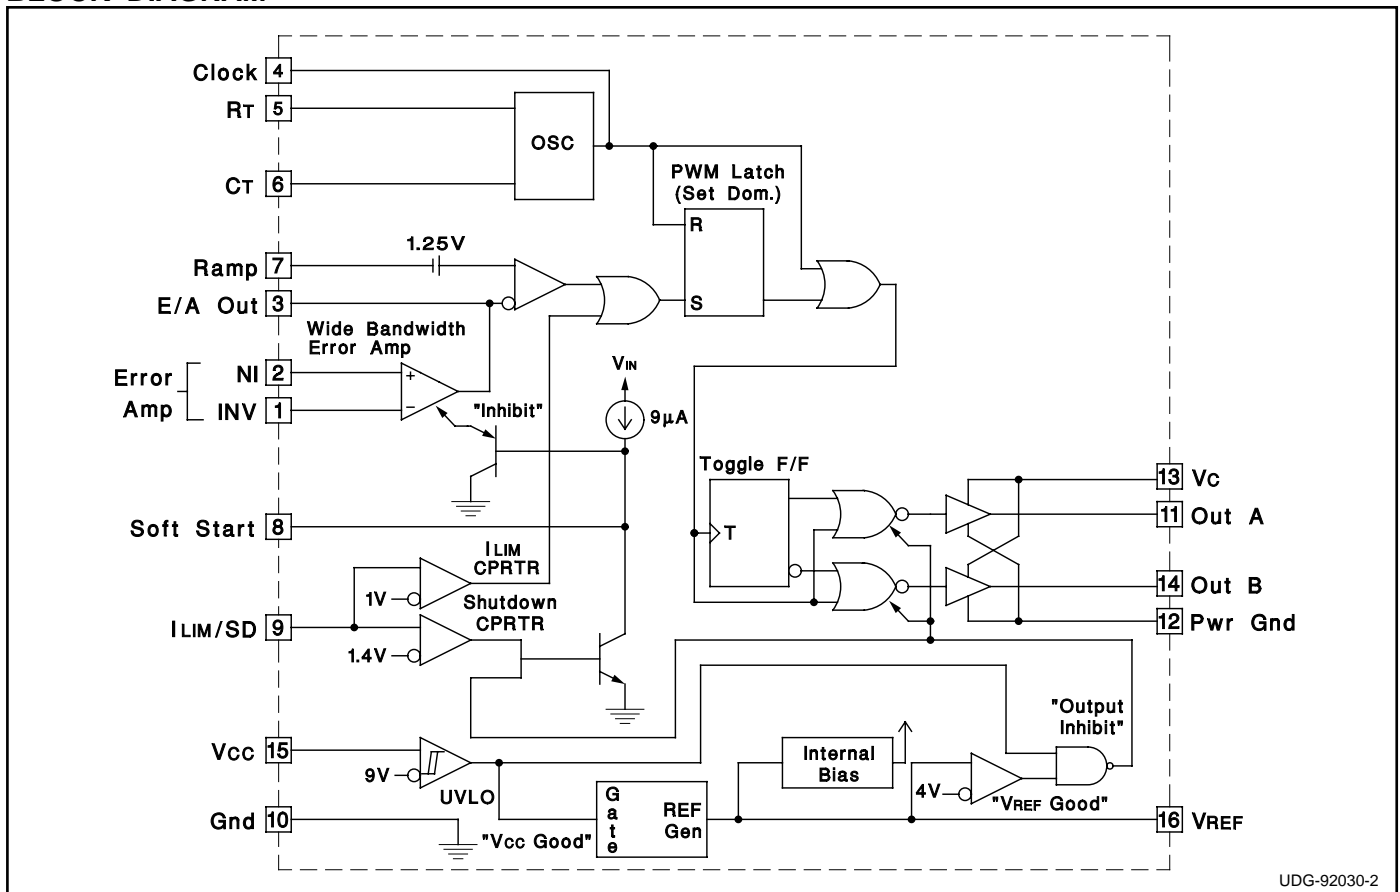 Clock 4
RT 5
OSC
CT 6
PWM Latch
(Set Dom.)
R
S
1.25V
Ramp 7
E/A Out 3
Wide Bandwidth
Error Amp
Error
Amp
NI 2
INV 1
+
−
"Inhibit"
VIN
9µA
Toggle F/F
T
13 VC
11 Out A
14 Out B
12 Pwr Gnd
Soft Start 8
ILIM
CPRTR
1V
Shutdown
CPRTR
ILIM/SD 9
1.4V
"Output
Inhibit"
VCC 15
9V
UVLO
Internal
Bias
4V
"VREF Good"
Gnd 10
"VCC Good"
Gate
REF
Gen
16 VREF
UDG-92030-2